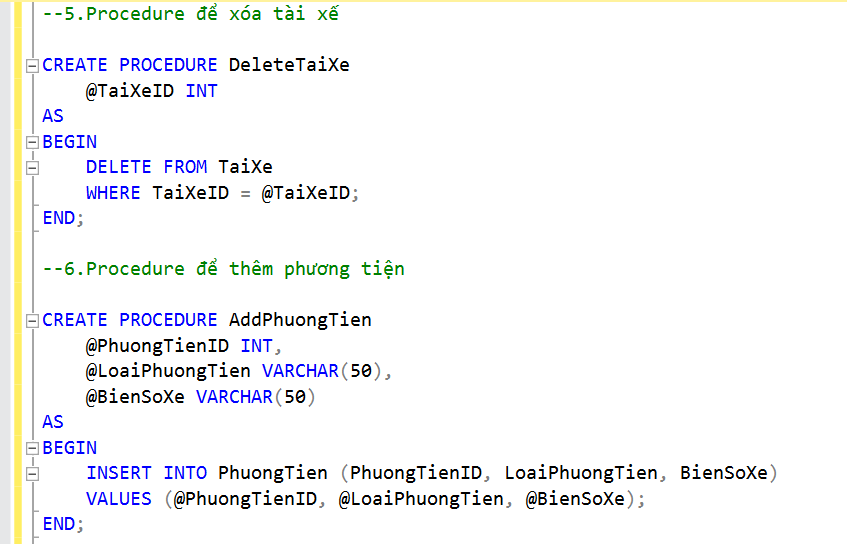 --5.Procedure để xóa tài xế
CREATE PROCEDURE DeleteTaiXe
@TaiXeID INT
AS
BEGIN
DELETE FROM TaiXe
WHERE TaiXeID = @TaiXeID;
END;
--6.Procedure để thêm phương tiện
CREATE PROCEDURE AddPhuongTien
@PhuongTienID INT,
@LoaiPhuongTien VARCHAR(50),
@BienSoXe VARCHAR(50)
AS
BEGIN
INSERT INTO PhuongTien (PhuongTienID, LoaiPhuongTien, BienSoXe)
VALUES (@PhuongTienID, @LoaiPhuongTien, @BienSoXe);
END;